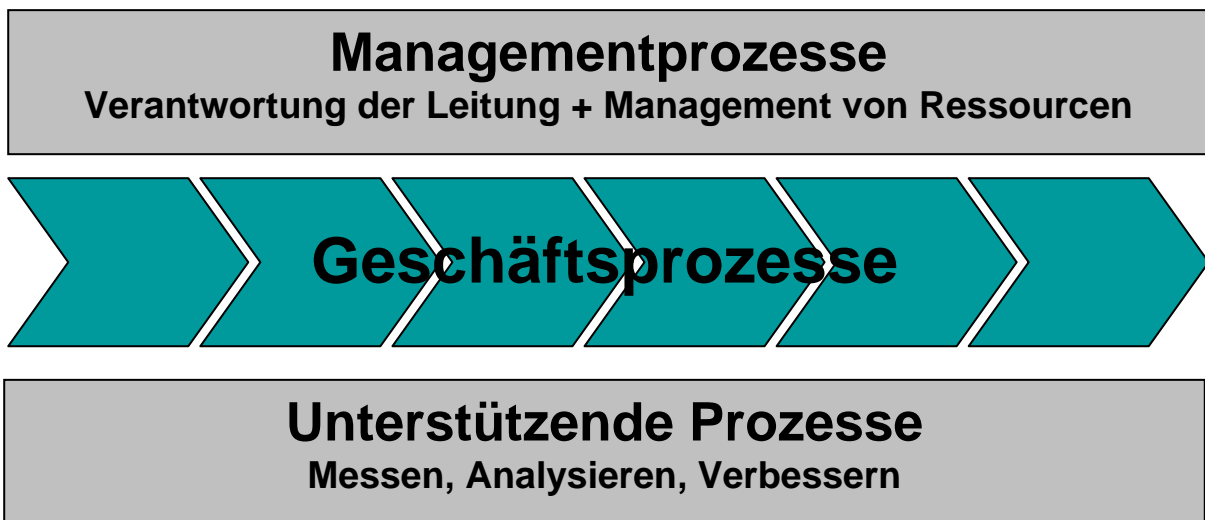 Managementprozesse
Verantwortung der Leitung + Management von Ressourcen
Geschäftsprozesse
Unterstützende Prozesse
Messen, Analysieren, Verbessern